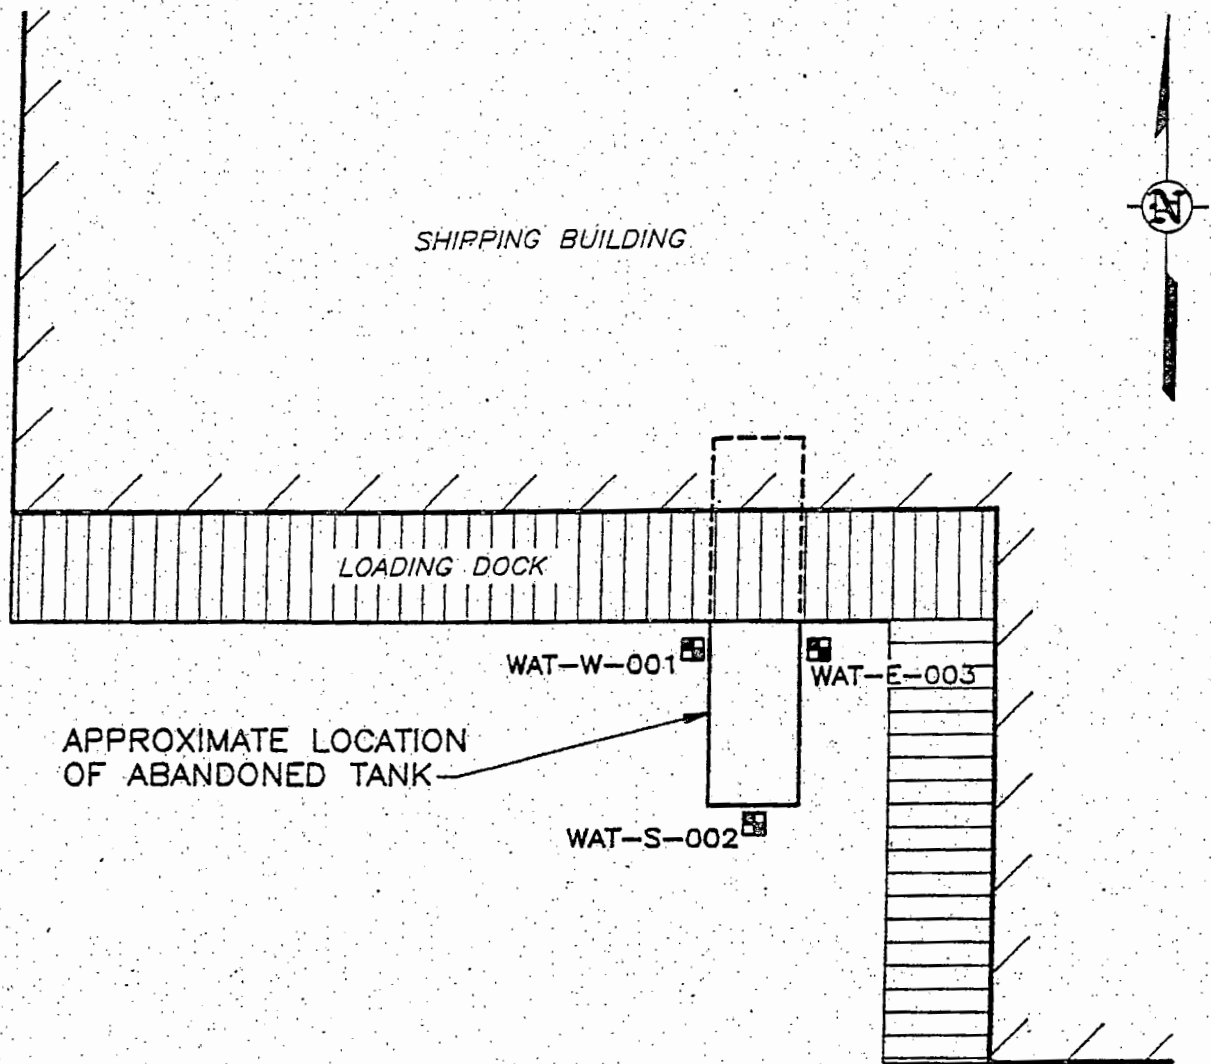 N
SHIPPING BUILDING
LOADING DOCK
WAT-W-001
WAT-E-003
APPROXIMATE LOCATION
OF ABANDONED TANK
WAT-S-002